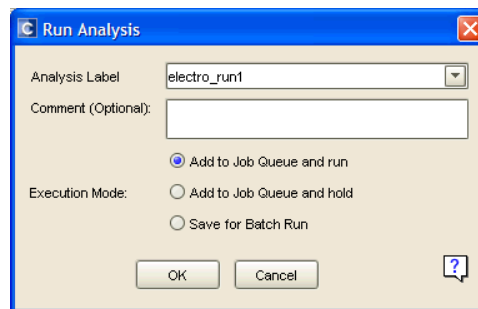 C Run Analysis
Analysis Label electro_run1
Comment (Optional):
Add to Job Queue and run
Execution Mode: Add to Job Queue and hold
Save for Batch Run
OK Cancel ?